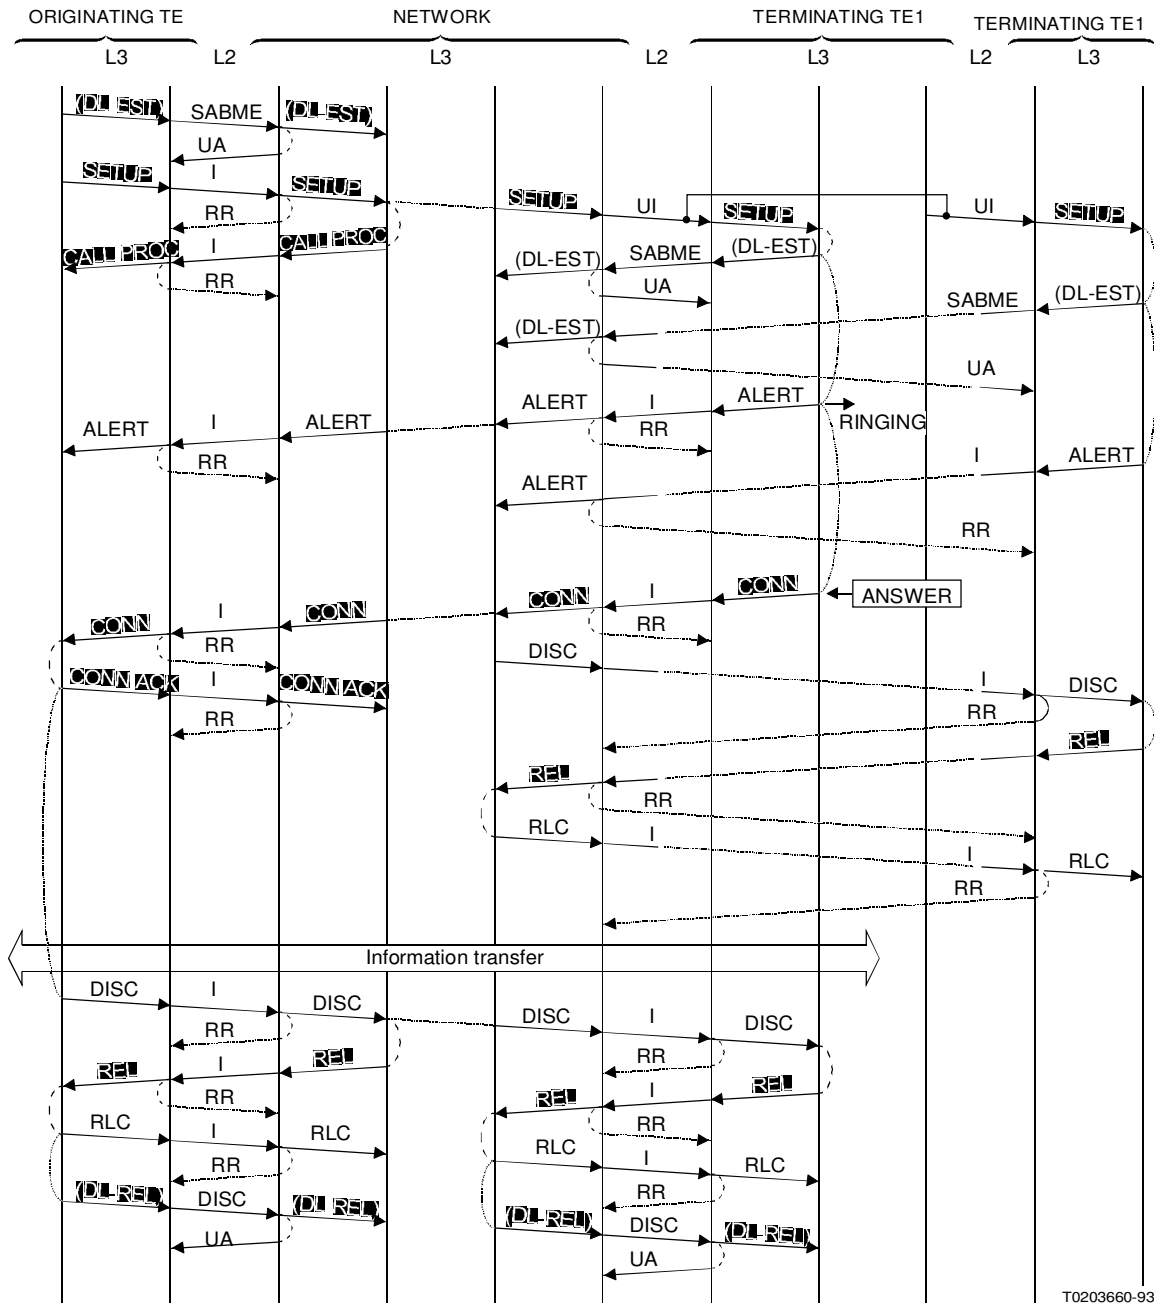 ORIGINATING TE NETWORK TERMINATING TE1 TERMINATING TE1
L3 L2 L3 L2 L3 L2 L3
(DL EST) SABME (DL-EST)
UA
SETUP I SETUP SETUP UI SETUP UI SETUP
RR
CALL PROC I CALL PROC (DL-EST) SABME (DL-EST)
RR UA SABME (DL-EST)
(DL-EST)
UA
ALERT I ALERT ALERT I ALERT
RINGING
RR RR
ALERT I ALERT
RR
CONN I CONN CONN I CONN ANSWER
RR RR
DISC I DISC
CONN ACK I CONN ACK
RR RR
REL
REL
RR
RLC I I RLC
RR
Information transfer
DISC I DISC DISC I DISC
RR RR
REL I REL REL I REL
RR RR
RLC I RLC RLC I RLC
RR RR
(DL-REL) DISC (DL REL) (DL-REL) DISC (DL-REL)
UA UA
T0203660-93